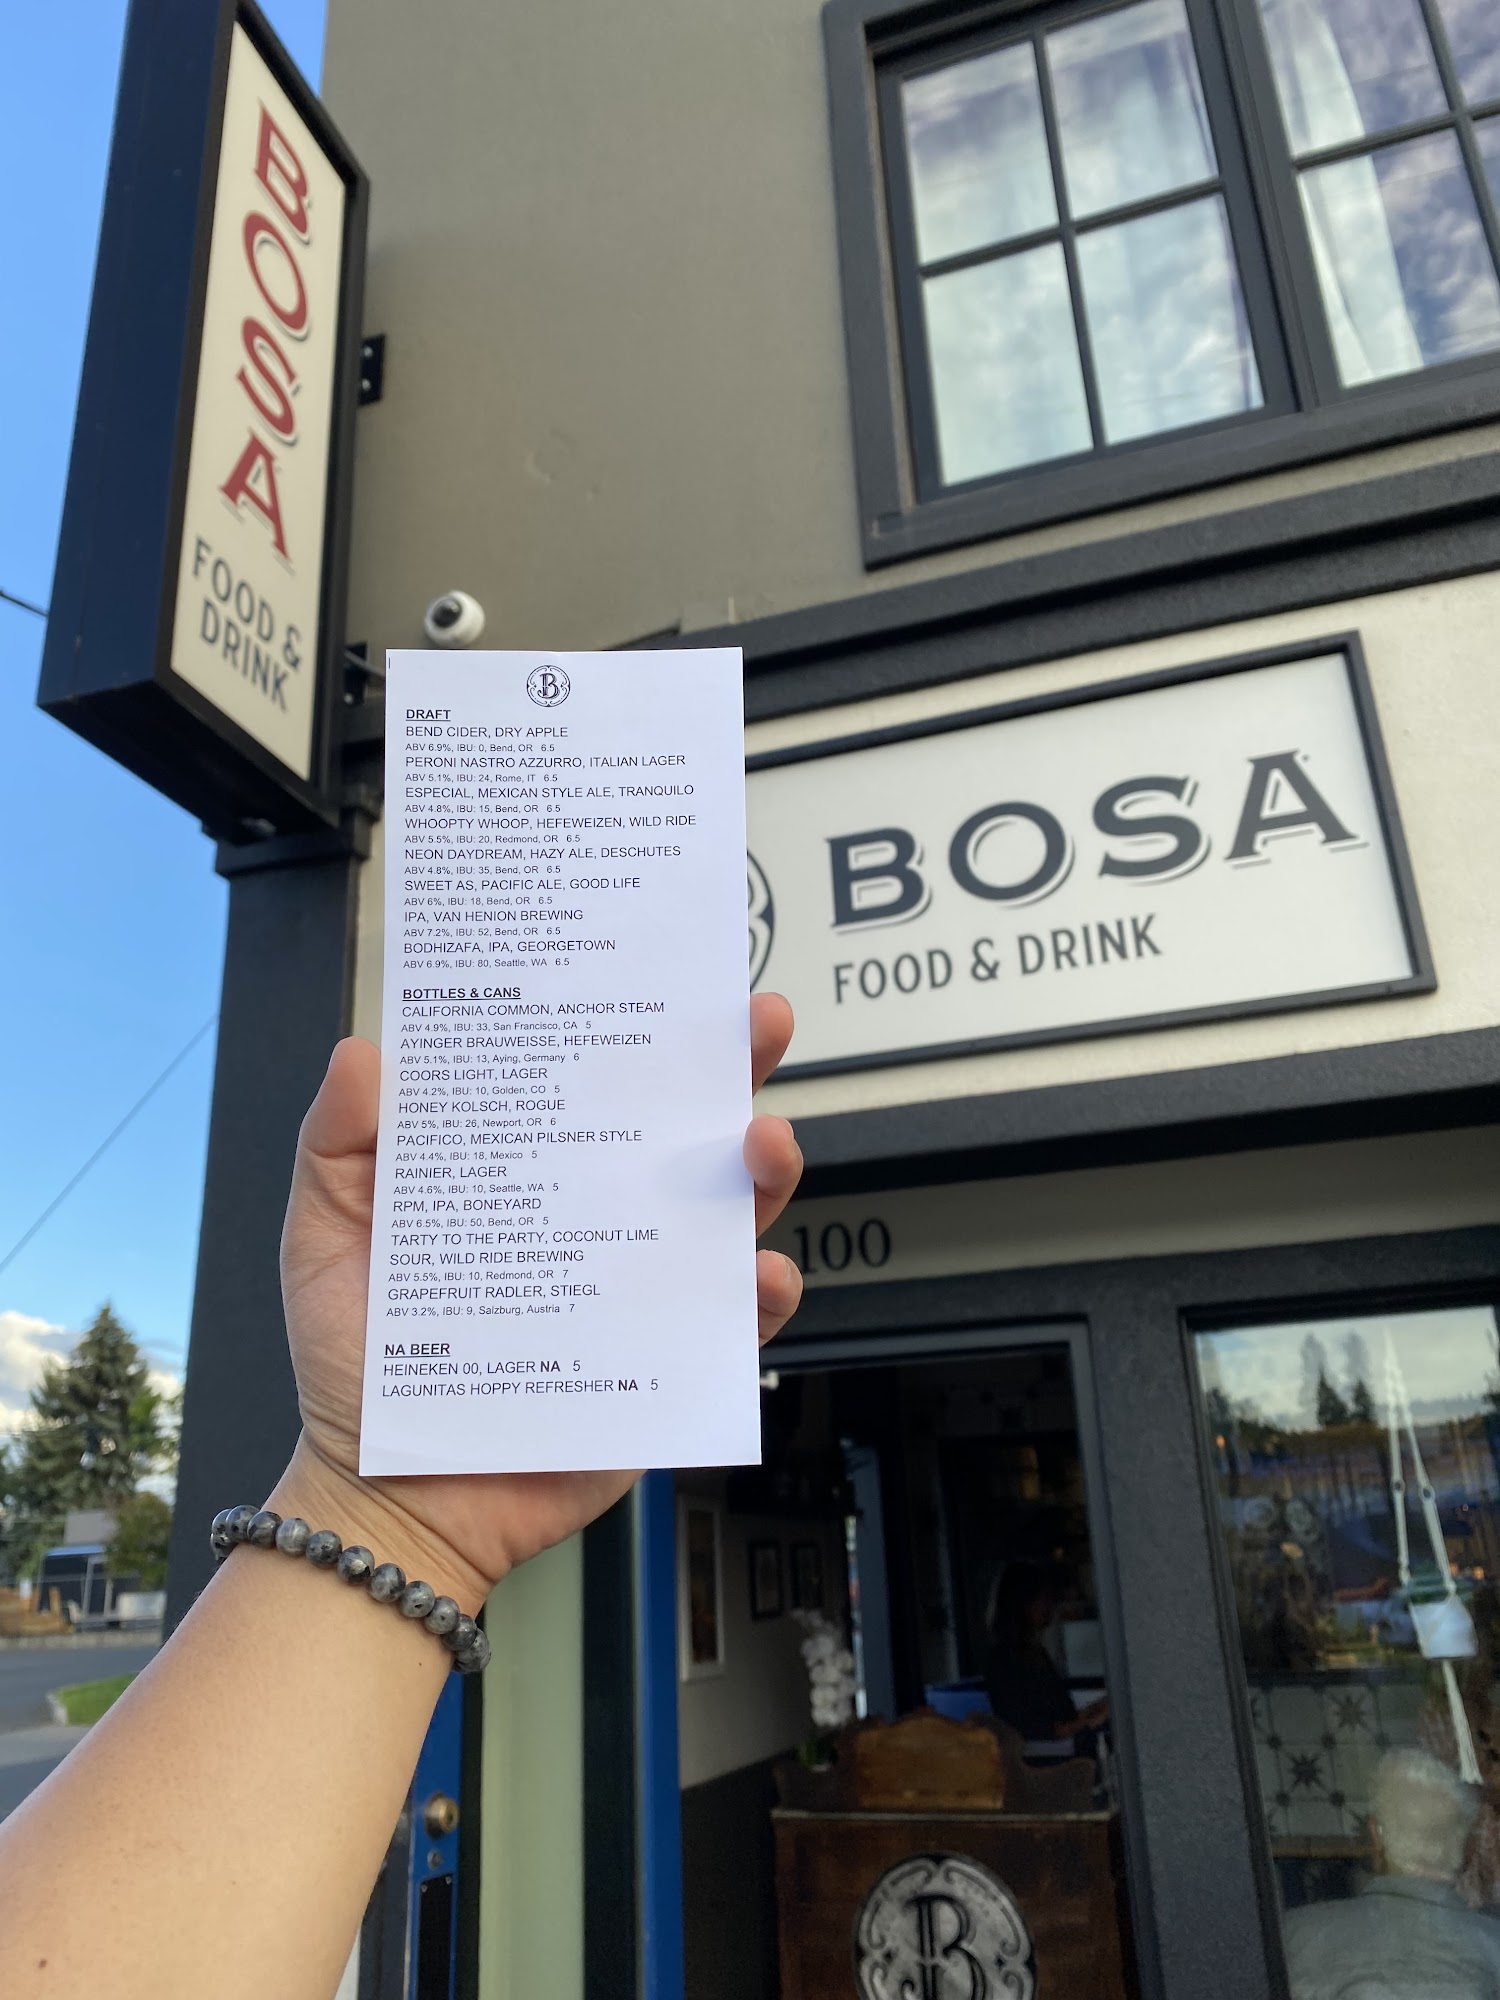 BOSA
FOOD &
DRINK
BOSA
FOOD & DRINK
100
B
DRAFT
BEND CIDER, DRY APPLE
ABV 6.9%, IBU: 0, Bend, OR 6.5
PERONI NASTRO AZZURRO, ITALIAN LAGER
ABV 5.1%, IBU: 24, Rome, IT 6.5
ESPECIAL, MEXICAN STYLE ALE, TRANQUILO
ABV 4.8%, IBU: 15, Bend, OR 6.5
WHOOPTY WHOOP, HEFEWEIZEN, WILD RIDE
ABV 5.5%, IBU: 20, Redmond, OR 6.5
NEON DAYDREAM, HAZY ALE, DESCHUTES
ABV 4.8%, IBU: 35, Bend, OR 6.5
SWEET AS, PACIFIC ALE, GOOD LIFE
ABV 6%, IBU: 18, Bend, OR 6.5
IPA, VAN HENION BREWING
ABV 7.2%, IBU: 52, Bend, OR 6.5
BODHIZAFA, IPA, GEORGETOWN
ABV 6.9%, IBU: 80, Seattle, WA 6.5
BOTTLES & CANS
CALIFORNIA COMMON, ANCHOR STEAM
ABV 4.9%, IBU: 33, San Francisco, CA 5
AYINGER BRAUWEISSE, HEFEWEIZEN
ABV 5.1%, IBU: 13, Aying, Germany 6
COORS LIGHT, LAGER
ABV 4.2%, IBU: 10, Golden, CO 5
HONEY KOLSCH, ROGUE
ABV 5%, IBU: 26, Newport, OR 6
PACIFICO, MEXICAN PILSNER STYLE
ABV 4.4%, IBU: 18, Mexico 5
RAINIER, LAGER
ABV 4.6%, IBU: 10, Seattle, WA 5
RPM, IPA, BONEYARD
ABV 6.5%, IBU: 50, Bend, OR 5
TARTY TO THE PARTY, COCONUT LIME
SOUR, WILD RIDE BREWING
ABV 5.5%, IBU: 10, Redmond, OR 7
GRAPEFRUIT RADLER, STIEGL
ABV 3.2%, IBU: 9, Salzburg, Austria 7
NA BEER
HEINEKEN 00, LAGER NA 5
LAGUNITAS HOPPY REFRESHER NA 5
B